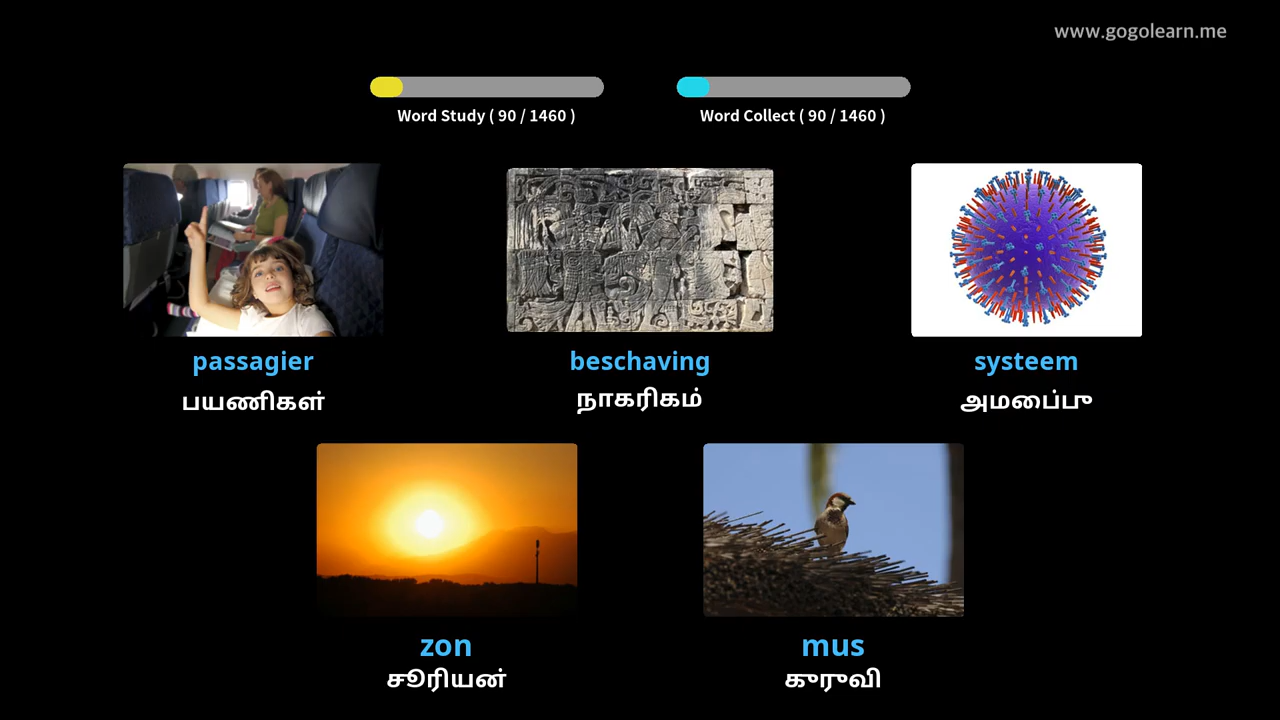 www.gogolearn.me
Word Study ( 90 / 1460 )
Word Collect ( 90 / 1460 )
passagier
beschaving
systeem
பயணிகள்
நாகரிகம்
அமைப்பு
zon
mus
சூரியன்
குருவி